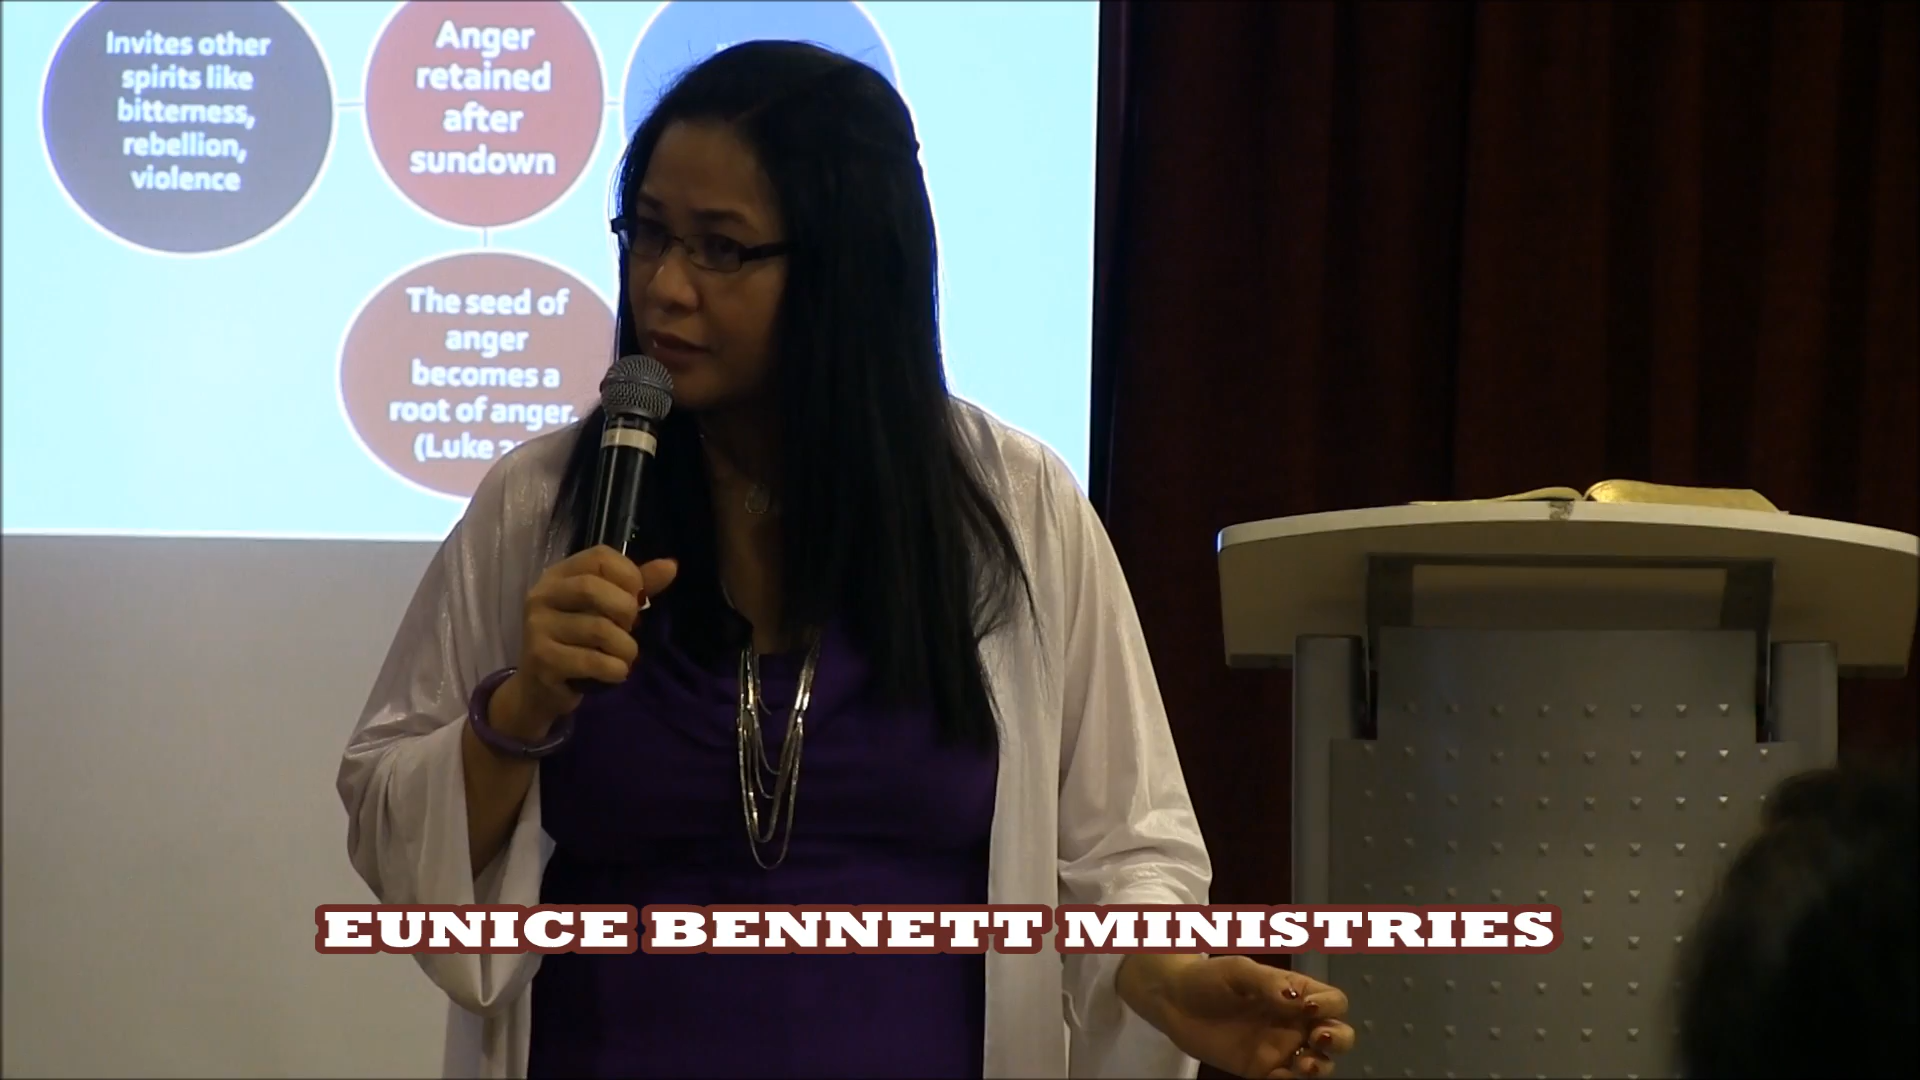 Invites other
spirits like
bitterness,
rebellion,
violence
Anger
retained
after
sundown
The seed of
anger
becomes a
root of anger.
(Luke
EUNICE BENNETT MINISTRIES